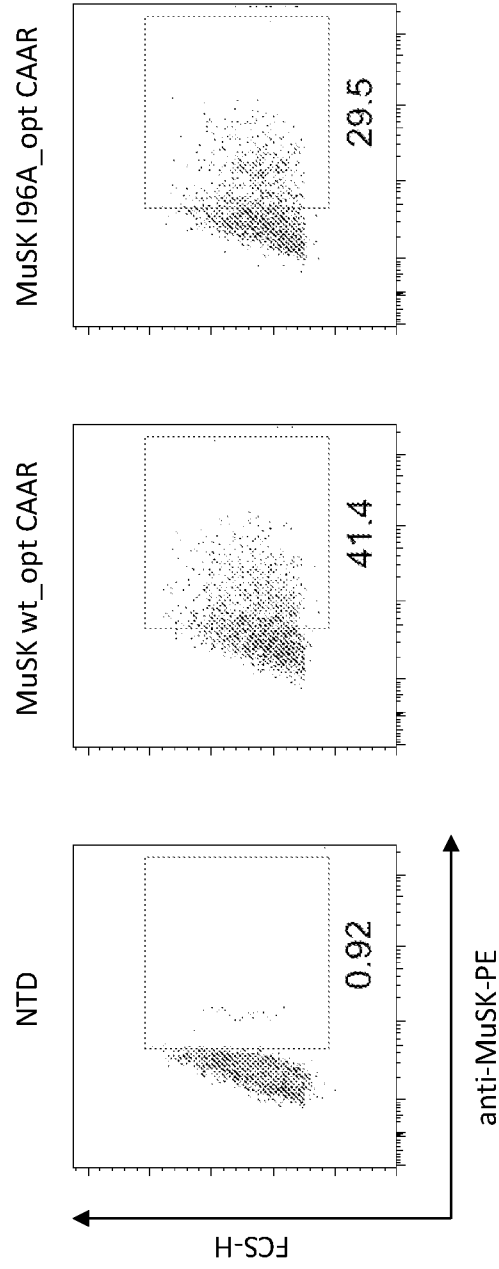 NTD
MuSK wt_opt CAAR
MuSK I96A_opt CAAR
0.92
41.4
29.5
FCS-H
anti-MuSK-PE